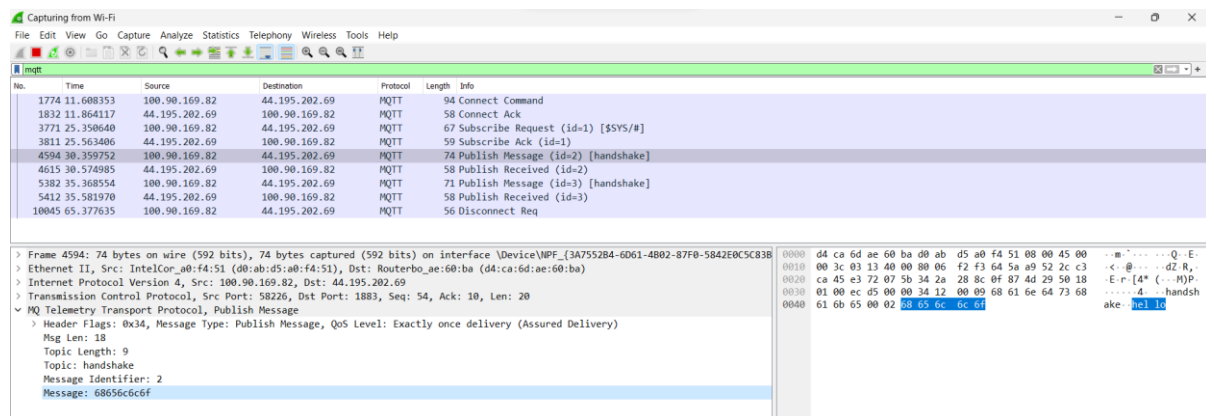 Capturing from Wi-Fi
File Edit View Go Capture Analyze Statistics Telephony Wireless Tools Help
mqtt
No. Time Source Destination Protocol Length Info
1774 11.608353 100.90.169.82 44.195.202.69 MQTT 94 Connect Command
1832 11.864117 44.195.202.69 100.90.169.82 MQTT 58 Connect Ack
3771 25.350640 100.90.169.82 44.195.202.69 MQTT 67 Subscribe Request (id=1) [$SYS/#]
3811 25.563406 44.195.202.69 100.90.169.82 MQTT 59 Subscribe Ack (id=1)
4594 30.359752 100.90.169.82 44.195.202.69 MQTT 74 Publish Message (id=2) [handshake]
4615 30.574985 44.195.202.69 100.90.169.82 MQTT 58 Publish Received (id=2)
5382 35.368554 100.90.169.82 44.195.202.69 MQTT 71 Publish Message (id=3) [handshake]
5412 35.581970 44.195.202.69 100.90.169.82 MQTT 58 Publish Received (id=3)
10045 65.377635 100.90.169.82 44.195.202.69 MQTT 56 Disconnect Req
> Frame 4594: 74 bytes on wire (592 bits), 74 bytes captured (592 bits) on interface \Device\NPF_{3A7552B4-6D61-4B02-87F0-5842E0C5C83B
> Ethernet II, Src: IntelCor_a0:f4:51 (d0:ab:d5:a0:f4:51), Dst: Routerbo_ae:60:ba (d4:ca:6d:ae:60:ba)
> Internet Protocol Version 4, Src: 100.90.169.82, Dst: 44.195.202.69
> Transmission Control Protocol, Src Port: 58226, Dst Port: 1883, Seq: 54, Ack: 10, Len: 20
MQ Telemetry Transport Protocol, Publish Message
> Header Flags: 0x34, Message Type: Publish Message, QoS Level: Exactly once delivery (Assured Delivery)
Msg Len: 18
Topic Length: 9
Topic: handshake
Message Identifier: 2
Message: 68656c6c6f
0000 d4 ca 6d ae 60 ba d0 ab d5 a0 f4 51 08 00 45 00 ··m·`··· ···Q··E·
0010 00 3c 03 13 40 00 80 06 f2 f3 64 5a a9 52 2c c3 ·<··@··· ··dZ·R,·
0020 ca 45 e3 72 07 5b 34 2a 28 8c 0f 87 4d 29 50 18 ·E·r·[4* (···M)P·
0030 01 00 ec d5 00 00 34 12 00 09 68 61 6e 64 73 68 ······4· ··handsh
0040 61 6b 65 00 02 68 65 6c 6c 6f ake··hel lo